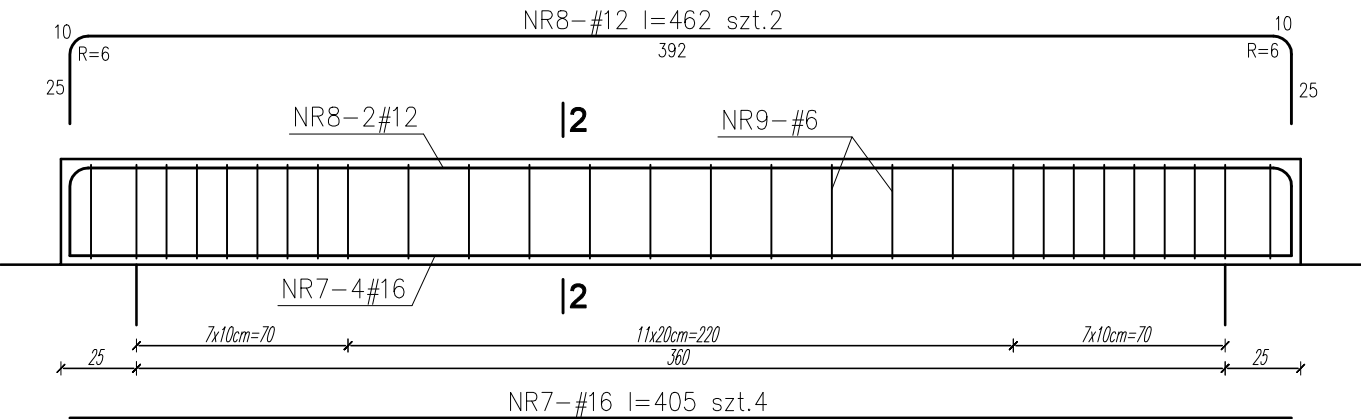 NR8-#12 l=462 szt.2
10
10
R=6
392
R=6
25
25
NR8-2#12
2
NR9-#6
NR7-4#16
2
7x10cm=70
11x20cm=220
7x10cm=70
25
360
25
NR7-#16 l=405 szt.4